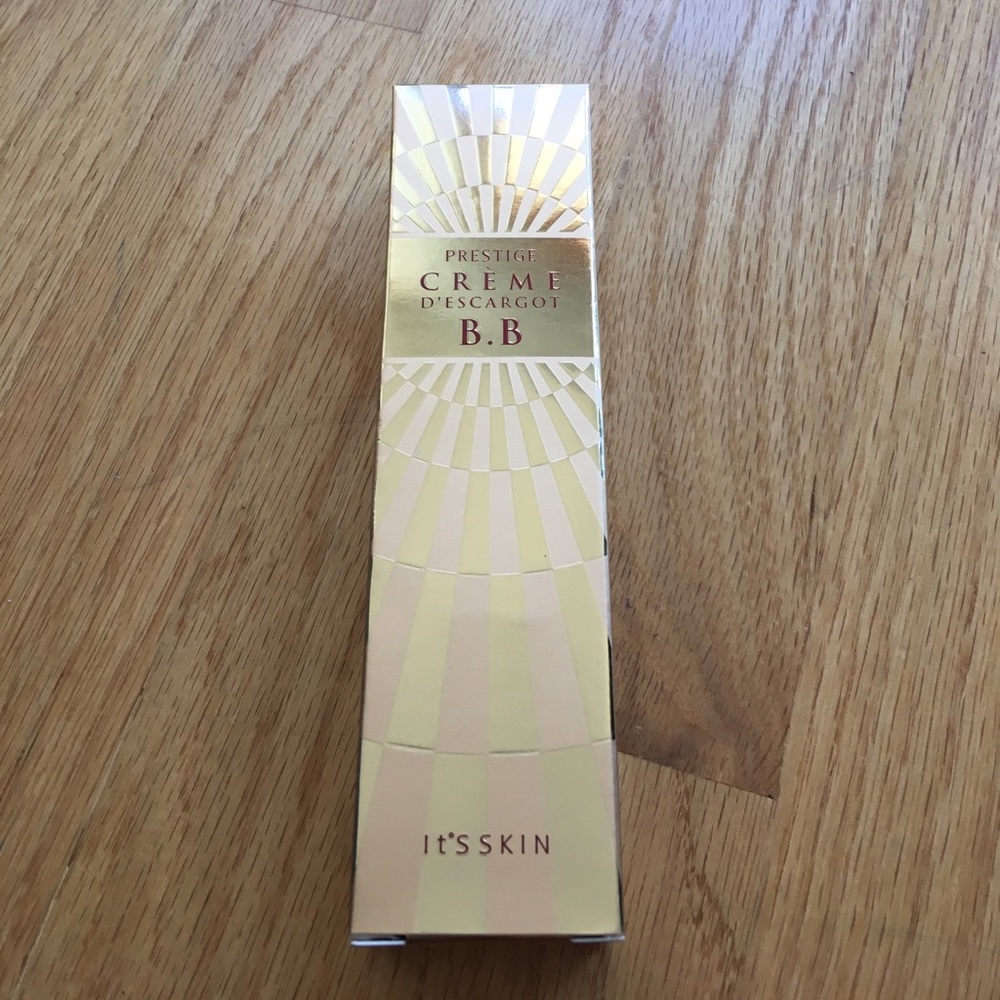 PRESTIGE
CRÈME
D'ESCARGOT
B.B
It'S SKIN